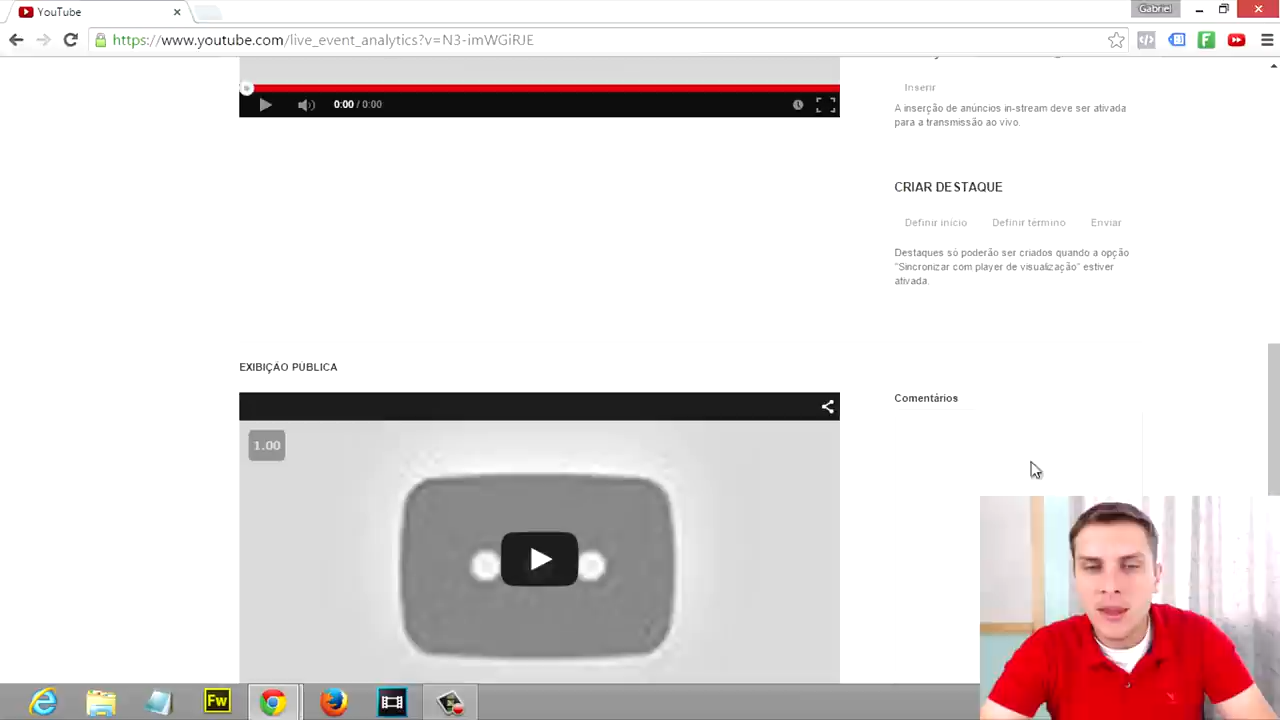 YouTube
Gabriel
https://www.youtube.com/live_event_analytics?v=N3-imWGiRJE
0:00 / 0:00
Inserir
A inserção de anúncios in-stream deve ser ativada
para a transmissão ao vivo.
CRIAR DESTAQUE
Definir início Definir término Enviar
Destaques só poderão ser criados quando a opção
"Sincronizar com player de visualização" estiver
ativada.
EXIBIÇÃO PÚBLICA
Comentários
1.00
Fw